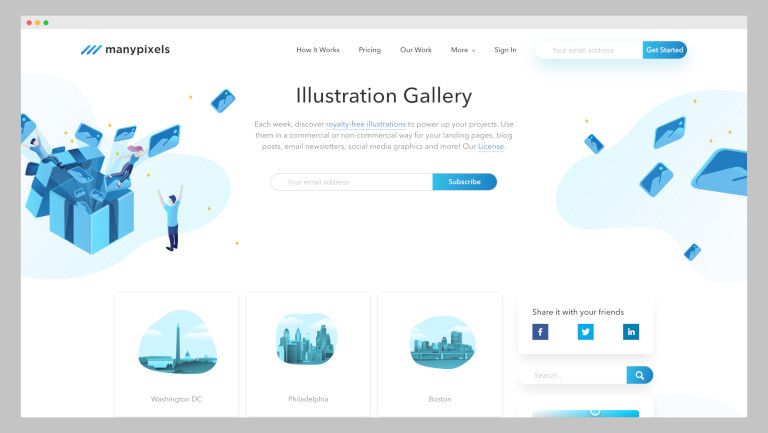 manypixels
How It Works
Pricing
Our Work
More
Sign In
Your email address
Get Started
Illustration Gallery
Each week, discover royalty-free illustrations to power up your projects. Use
them in a commercial or non-commercial way for your landing pages, blog
posts, email newsletters, social media graphics and more! Our License.
Your email address
Subscribe
Share it with your friends
f
in
Search...
Washington DC
Philadelphia
Boston